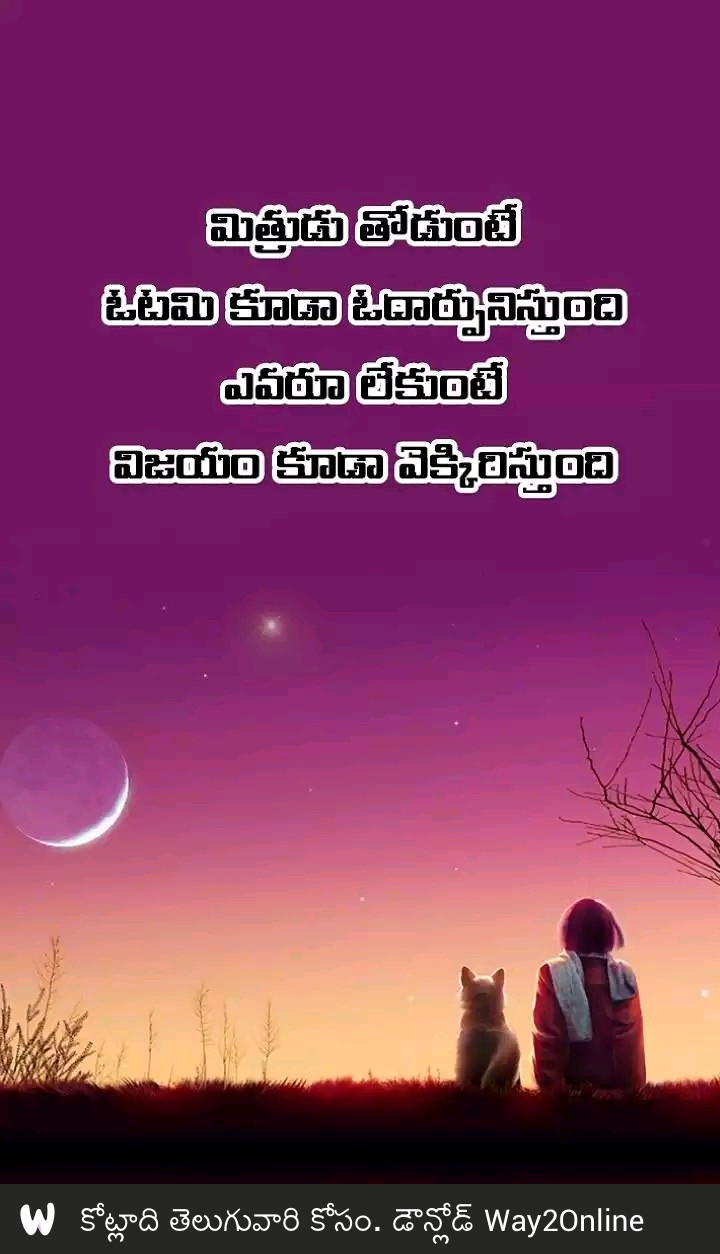 మిత్రుడు తోడుంటే
ఓటమి కూడా ఓదార్పునిస్తుంది
ఎవరూ లేకుంటే
విజయం కూడా వెక్కిరిస్తుంది
W కోట్లాది తెలుగువారి కోసం. డౌన్లోడ్ Way2Online